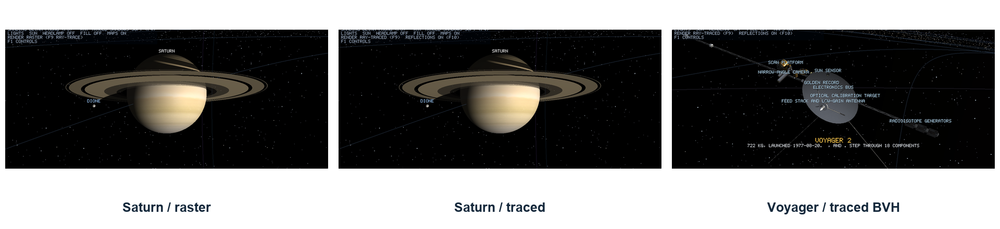 LIGHTS SUN HEADLAMP OFF FILL OFF MAPS ON
RENDER RASTER (F9 RAY-TRACE)
F1 CONTROLS
SATURN
DIONE
LIGHTS SUN HEADLAMP OFF FILL OFF MAPS ON
RENDER RAY-TRACED (F9) REFLECTIONS ON (F10)
F1 CONTROLS
SATURN
DIONE
RENDER RAY-TRACED (F9) REFLECTIONS ON (F10)
F1 CONTROLS
SCAN PLATFORM
SUN SENSOR
NARROW-ANGLE CAMERA
GOLDEN RECORD
ELECTRONICS BUS
OPTICAL CALIBRATION TARGET
FEED STACK AND LOW-GAIN ANTENNA
RADIOISOTOPE GENERATORS
VOYAGER 2
722 KG, LAUNCHED 1977-08-20. , AND . STEP THROUGH 18 COMPONENTS
Saturn / raster
Saturn / traced
Voyager / traced BVH